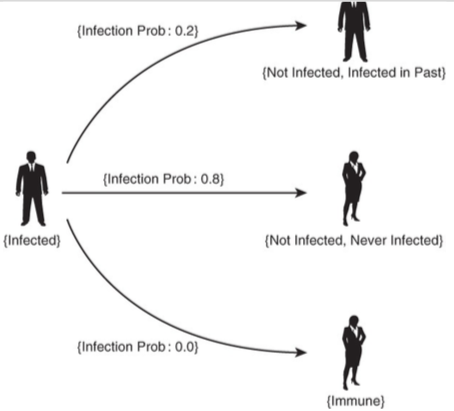 {Infection Prob: 0.2}
{Not Infected, Infected in Past}
{Infection Prob: 0.8}
{Infected}
{Not Infected, Never Infected}
{Infection Prob: 0.0}
{Immune}